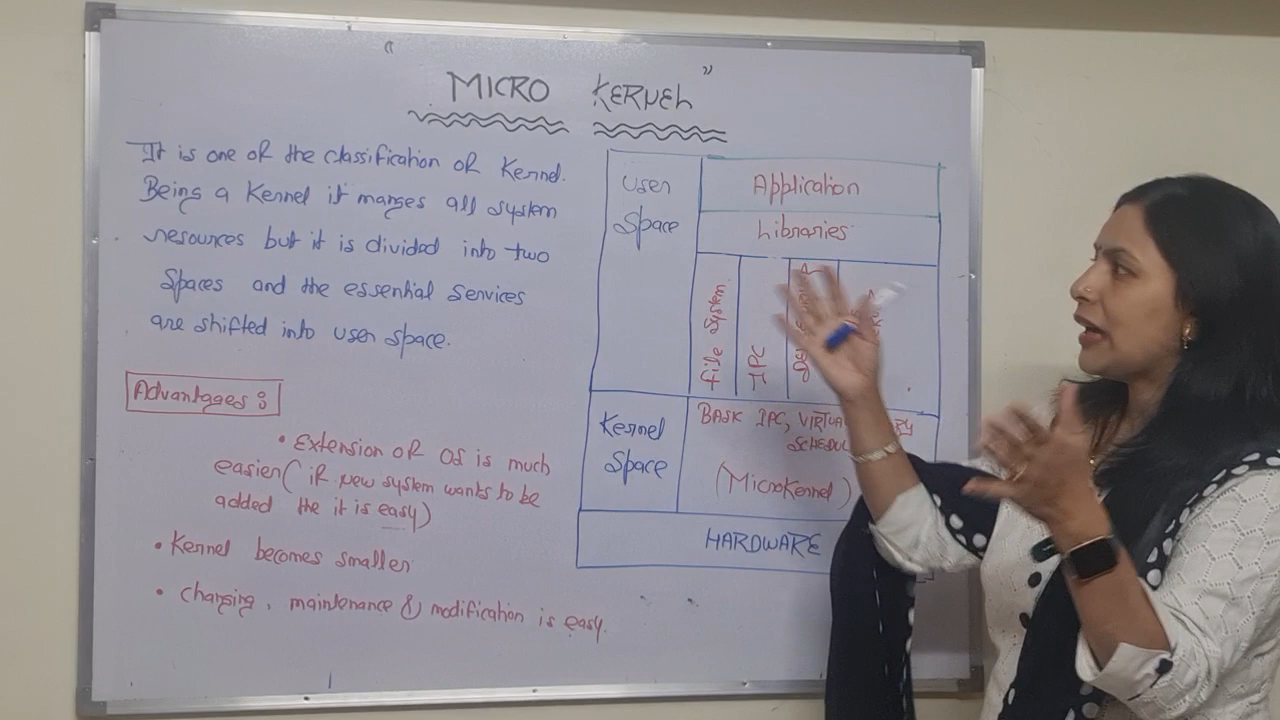 "MICRO KERNEL"
It is one of the classification of Kernel.
Being a Kernel it manges all system
resources but it is divided into two
Spaces and the essential services
are shifted into user space.
Advantages :
• Extension of OS is much
easier (if new system wants to be
added the it is easy)
• Kernel becomes smaller
• Changing, maintenance & modification is easy.
User
Space
Application
Libraries
File System
IPC
Kernel
Space
BASIC IPC, VIRTUA
SCHEDU
(MicroKernel)
HARDWARE